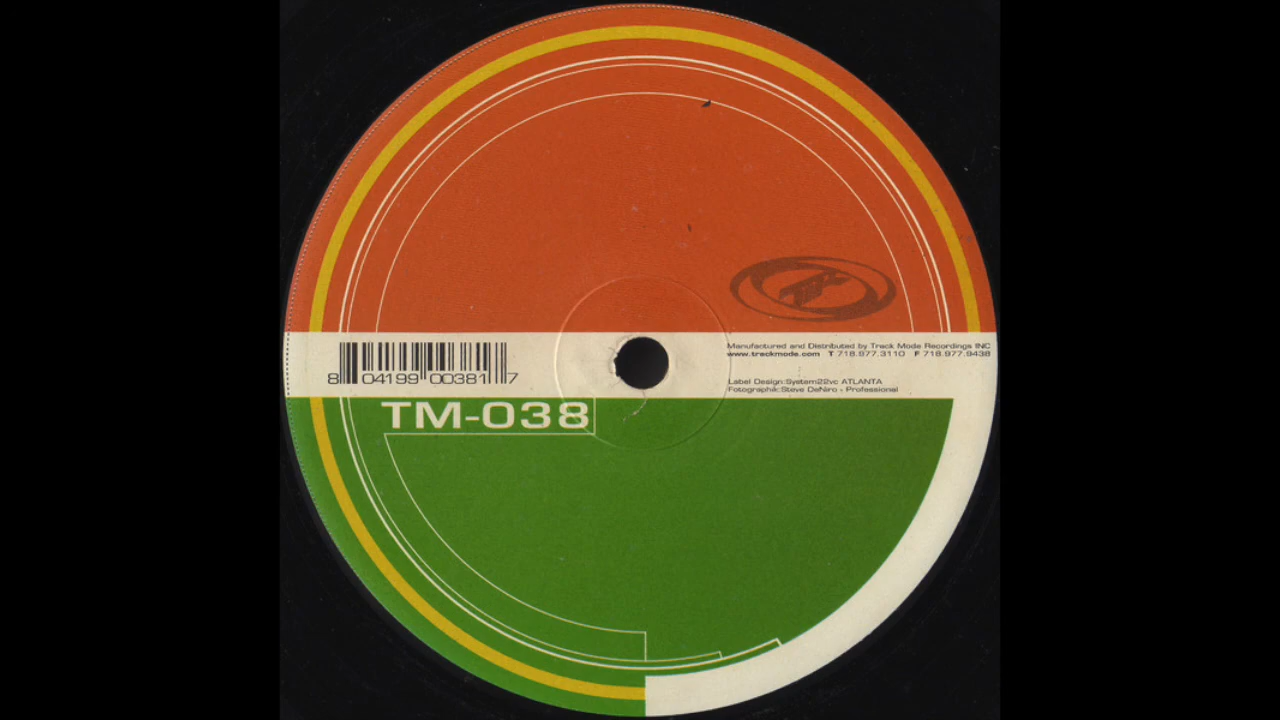 Manufactured and Distributed by Track Mode Recordings INC
www.trackmode.com T 718.977.3110 F 718.977.9438
8 04199 00381 7
Label Design:System22vc ATLANTA
Fotographik:Steve DeNiro - Professional
TM-038